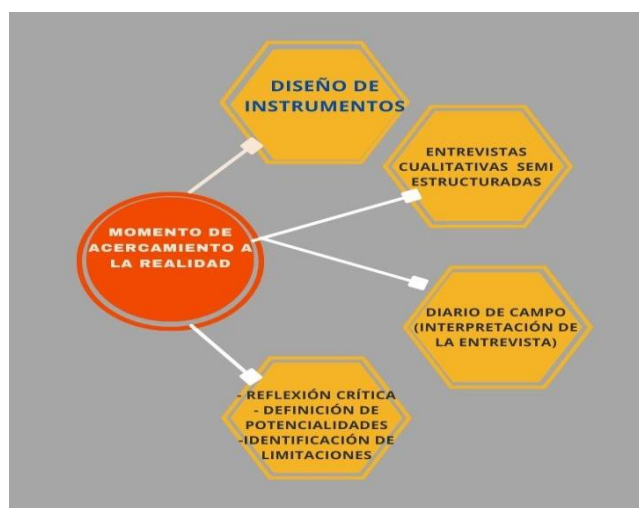 DISEÑO DE
INSTRUMENTOS
ENTREVISTAS
CUALITATIVAS SEMI
ESTRUCTURADAS
MOMENTO DE
ACERCAMIENTO A
LA REALIDAD
DIARIO DE CAMPO
(INTERPRETACIÓN DE
LA ENTREVISTA)
- REFLEXIÓN CRÍTICA
- DEFINICIÓN DE
POTENCIALIDADES
-IDENTIFICACIÓN DE
LIMITACIONES